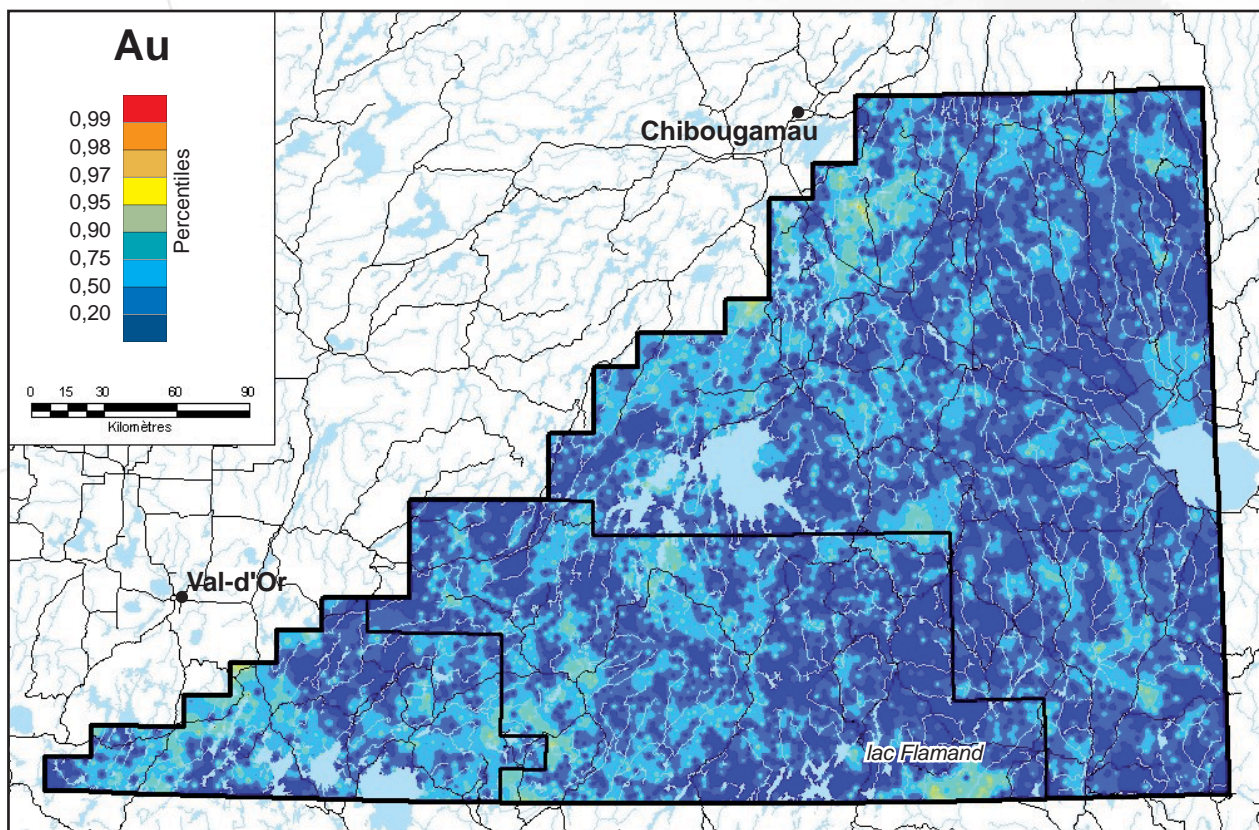 Au
0,99
0,98
0,97
0,95
0,90
0,75
0,50
0,20
Percentiles
0 15 30 60 90
Kilomètres
Chibougamau
Val-d'Or
lac Flamand